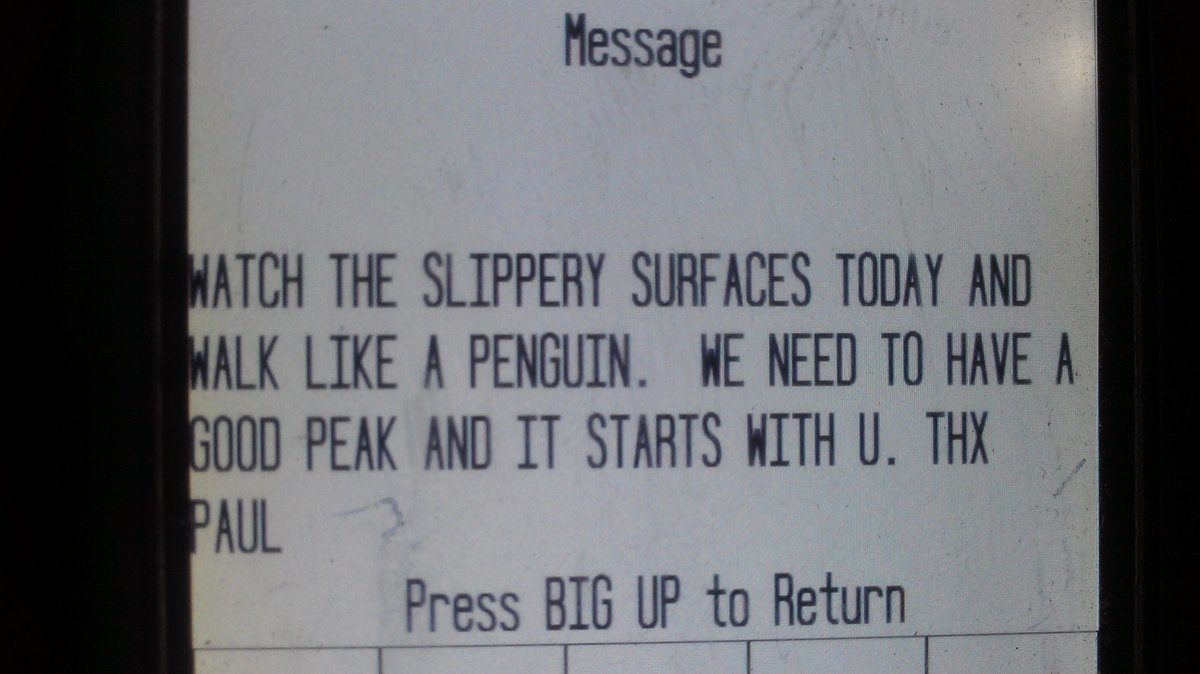 Message
WATCH THE SLIPPERY SURFACES TODAY AND
WALK LIKE A PENGUIN.  WE NEED TO HAVE A
GOOD PEAK AND IT STARTS WITH U. THX
PAUL
Press BIG UP to Return